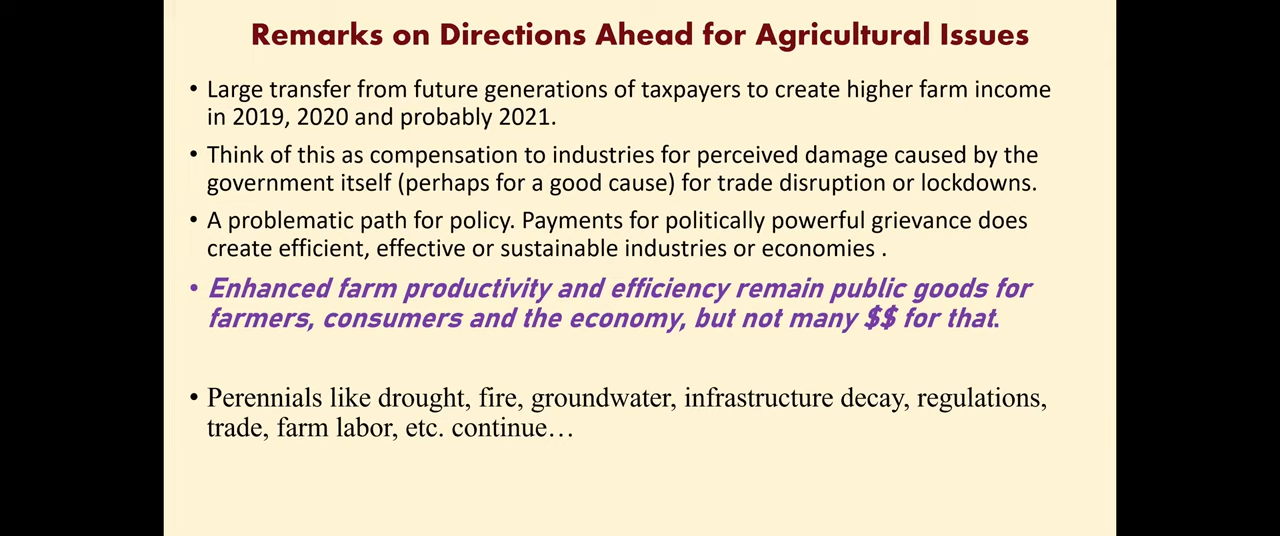 Remarks on Directions Ahead for Agricultural Issues
• Large transfer from future generations of taxpayers to create higher farm income
in 2019, 2020 and probably 2021.
• Think of this as compensation to industries for perceived damage caused by the
government itself (perhaps for a good cause) for trade disruption or lockdowns.
• A problematic path for policy. Payments for politically powerful grievance does
create efficient, effective or sustainable industries or economies .
• Enhanced farm productivity and efficiency remain public goods for
farmers, consumers and the economy, but not many $$ for that.
• Perennials like drought, fire, groundwater, infrastructure decay, regulations,
trade, farm labor, etc. continue…